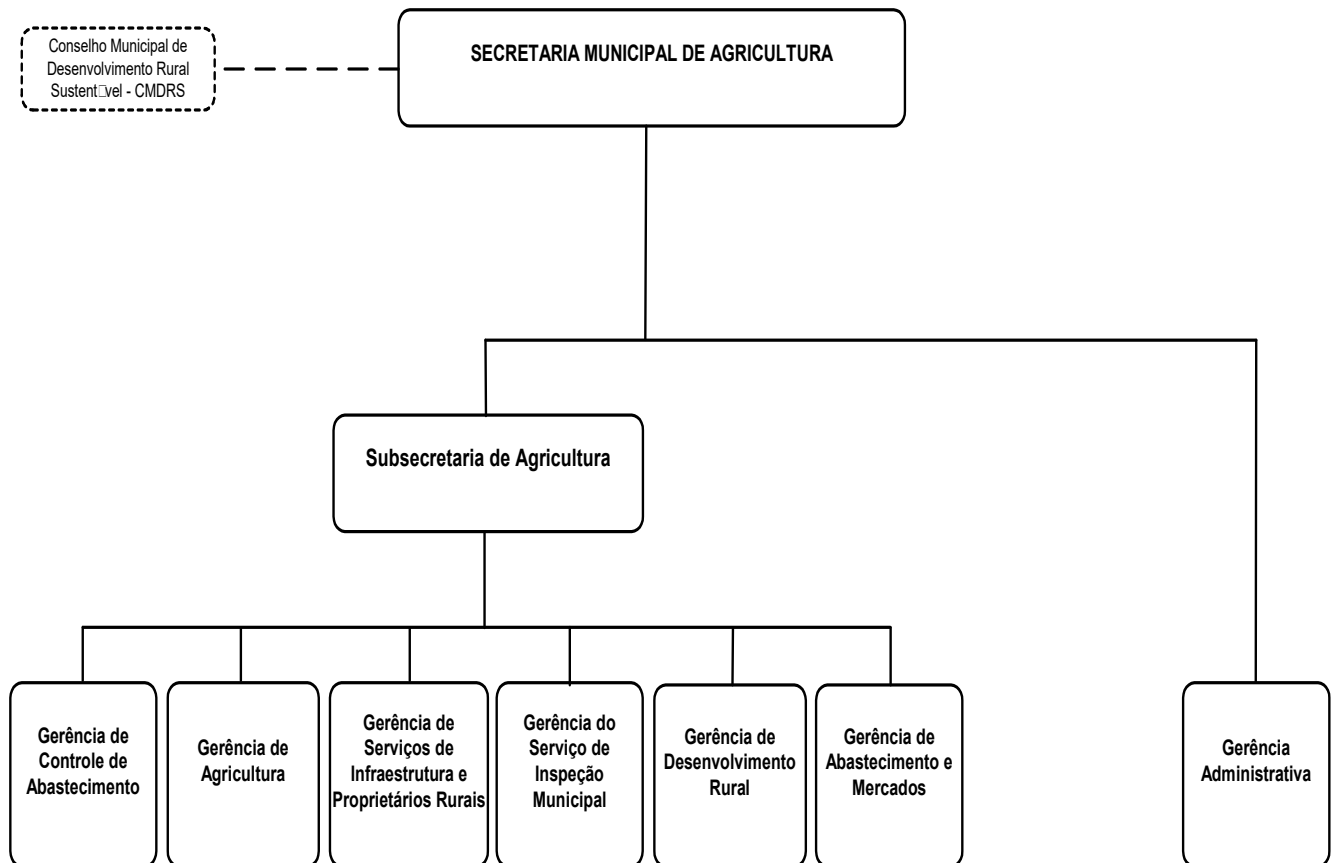 Conselho Municipal de
Desenvolvimento Rural
Sustent□vel - CMDRS
SECRETARIA MUNICIPAL DE AGRICULTURA
Subsecretaria de Agricultura
Gerência de
Controle de
Abastecimento
Gerência de
Agricultura
Gerência de
Serviços de
Infraestrutura e
Proprietários Rurais
Gerência do
Serviço de
Inspeção
Municipal
Gerência de
Desenvolvimento
Rural
Gerência de
Abastecimento e
Mercados
Gerência
Administrativa